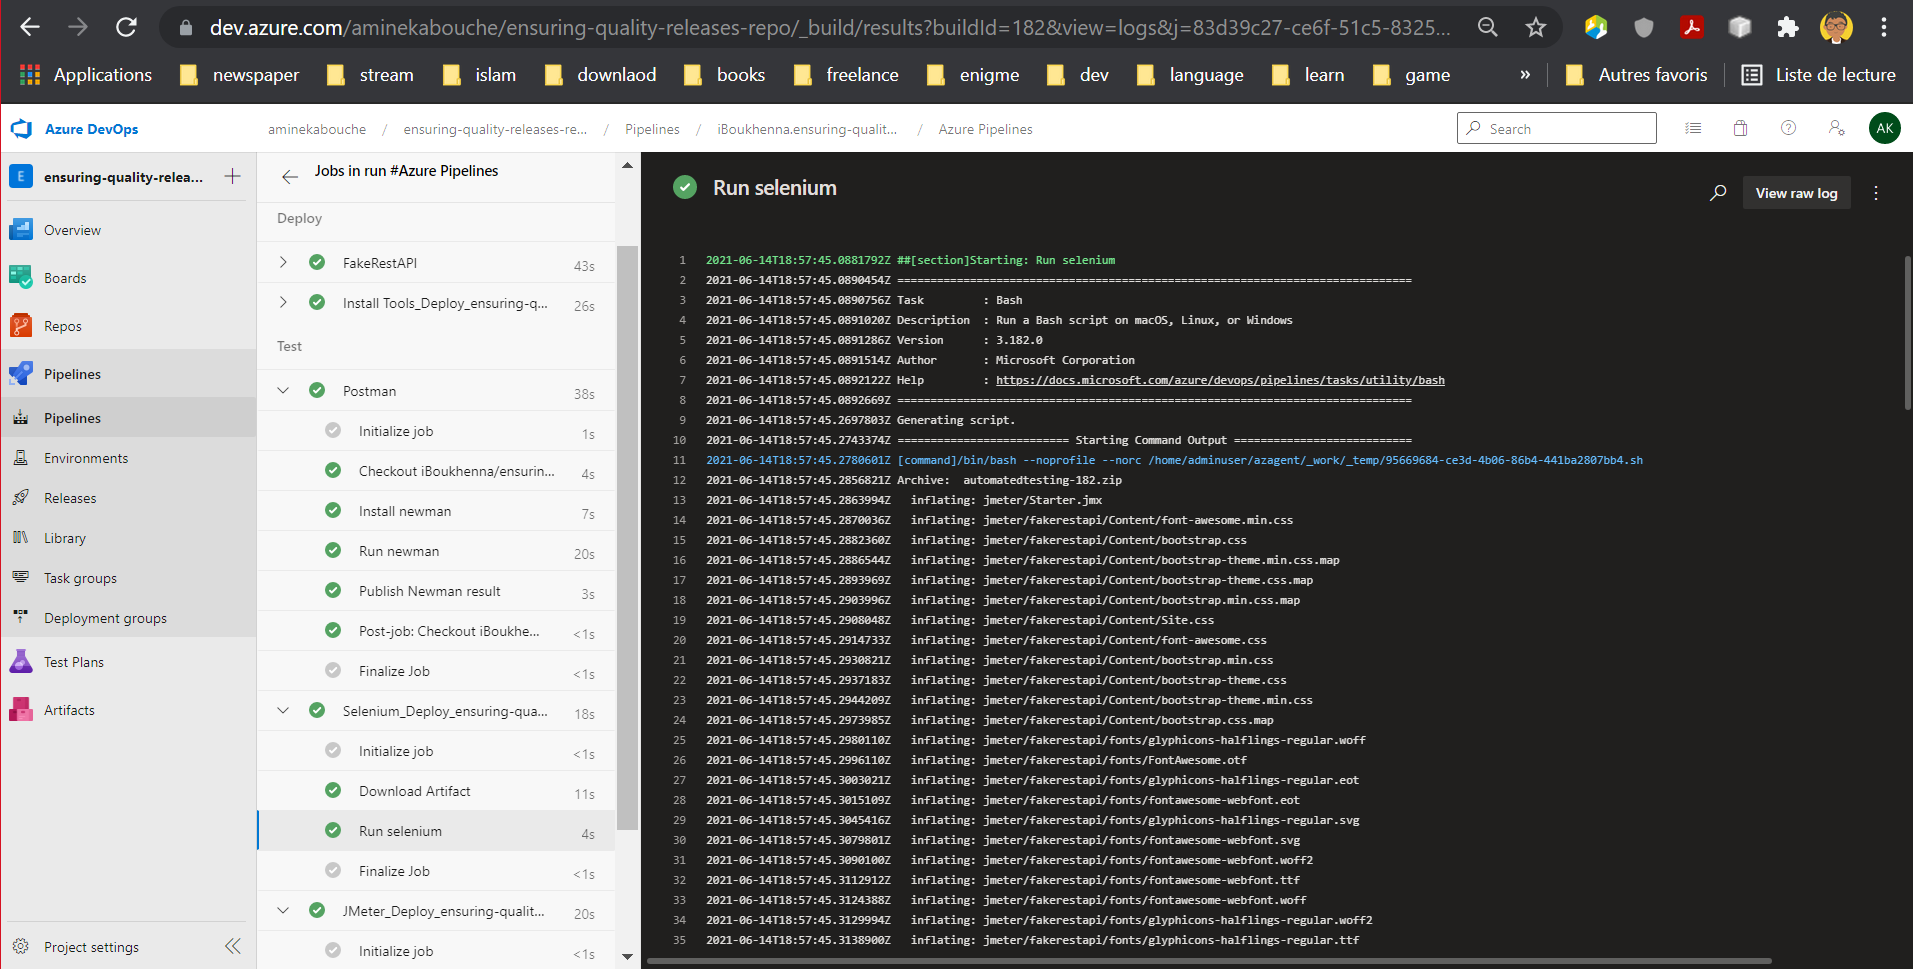 dev.azure.com/aminekabouche/ensuring-quality-releases-repo/_build/results?buildId=182&view=logs&j=83d39c27-ce6f-51c5-8325...
Applications newspaper stream islam downlaod books freelance enigme dev language learn game » Autres favoris Liste de lecture
Azure DevOps aminekabouche / ensuring-quality-releases-re... / Pipelines / iBoukhenna.ensuring-qualit... / Azure Pipelines Search AK
E ensuring-quality-relea...
Overview
Boards
Repos
Pipelines
Pipelines
Environments
Releases
Library
Task groups
Deployment groups
Test Plans
Artifacts
Project settings
Jobs in run #Azure Pipelines
Deploy
FakeRestAPI 43s
Install Tools_Deploy_ensuring-q... 26s
Test
Postman 38s
Initialize job 1s
Checkout iBoukhenna/ensurin... 4s
Install newman 7s
Run newman 20s
Publish Newman result 3s
Post-job: Checkout iBoukhe... <1s
Finalize Job <1s
Selenium_Deploy_ensuring-qua... 18s
Initialize job <1s
Download Artifact 11s
Run selenium 4s
Finalize Job <1s
JMeter_Deploy_ensuring-qualit... 20s
Initialize job <1s
Run selenium
View raw log
1 2021-06-14T18:57:45.0881792Z ##[section]Starting: Run selenium
2 2021-06-14T18:57:45.0890454Z ==============================================================================
3 2021-06-14T18:57:45.0890756Z Task : Bash
4 2021-06-14T18:57:45.0891020Z Description : Run a Bash script on macOS, Linux, or Windows
5 2021-06-14T18:57:45.0891286Z Version : 3.182.0
6 2021-06-14T18:57:45.0891514Z Author : Microsoft Corporation
7 2021-06-14T18:57:45.0892122Z Help : https://docs.microsoft.com/azure/devops/pipelines/tasks/utility/bash
8 2021-06-14T18:57:45.0892669Z ==============================================================================
9 2021-06-14T18:57:45.2697803Z Generating script.
10 2021-06-14T18:57:45.2743374Z ========================== Starting Command Output ===========================
11 2021-06-14T18:57:45.2780601Z [command]/bin/bash --noprofile --norc /home/adminuser/azagent/_work/_temp/95669684-ce3d-4b06-86b4-441ba2807bb4.sh
12 2021-06-14T18:57:45.2856821Z Archive: automatedtesting-182.zip
13 2021-06-14T18:57:45.2863994Z inflating: jmeter/Starter.jmx
14 2021-06-14T18:57:45.2870036Z inflating: jmeter/fakerestapi/Content/font-awesome.min.css
15 2021-06-14T18:57:45.2882360Z inflating: jmeter/fakerestapi/Content/bootstrap.css
16 2021-06-14T18:57:45.2886544Z inflating: jmeter/fakerestapi/Content/bootstrap-theme.min.css.map
17 2021-06-14T18:57:45.2893969Z inflating: jmeter/fakerestapi/Content/bootstrap-theme.css.map
18 2021-06-14T18:57:45.2903996Z inflating: jmeter/fakerestapi/Content/bootstrap.min.css.map
19 2021-06-14T18:57:45.2908048Z inflating: jmeter/fakerestapi/Content/Site.css
20 2021-06-14T18:57:45.2914733Z inflating: jmeter/fakerestapi/Content/font-awesome.css
21 2021-06-14T18:57:45.2930821Z inflating: jmeter/fakerestapi/Content/bootstrap.min.css
22 2021-06-14T18:57:45.2937183Z inflating: jmeter/fakerestapi/Content/bootstrap-theme.css
23 2021-06-14T18:57:45.2944209Z inflating: jmeter/fakerestapi/Content/bootstrap-theme.min.css
24 2021-06-14T18:57:45.2973985Z inflating: jmeter/fakerestapi/Content/bootstrap.css.map
25 2021-06-14T18:57:45.2980110Z inflating: jmeter/fakerestapi/fonts/glyphicons-halflings-regular.woff
26 2021-06-14T18:57:45.2996110Z inflating: jmeter/fakerestapi/fonts/FontAwesome.otf
27 2021-06-14T18:57:45.3003021Z inflating: jmeter/fakerestapi/fonts/glyphicons-halflings-regular.eot
28 2021-06-14T18:57:45.3015109Z inflating: jmeter/fakerestapi/fonts/fontawesome-webfont.eot
29 2021-06-14T18:57:45.3045416Z inflating: jmeter/fakerestapi/fonts/glyphicons-halflings-regular.svg
30 2021-06-14T18:57:45.3079801Z inflating: jmeter/fakerestapi/fonts/fontawesome-webfont.svg
31 2021-06-14T18:57:45.3090100Z inflating: jmeter/fakerestapi/fonts/fontawesome-webfont.woff2
32 2021-06-14T18:57:45.3112912Z inflating: jmeter/fakerestapi/fonts/fontawesome-webfont.ttf
33 2021-06-14T18:57:45.3124388Z inflating: jmeter/fakerestapi/fonts/fontawesome-webfont.woff
34 2021-06-14T18:57:45.3129994Z inflating: jmeter/fakerestapi/fonts/glyphicons-halflings-regular.woff2
35 2021-06-14T18:57:45.3138900Z inflating: jmeter/fakerestapi/fonts/glyphicons-halflings-regular.ttf